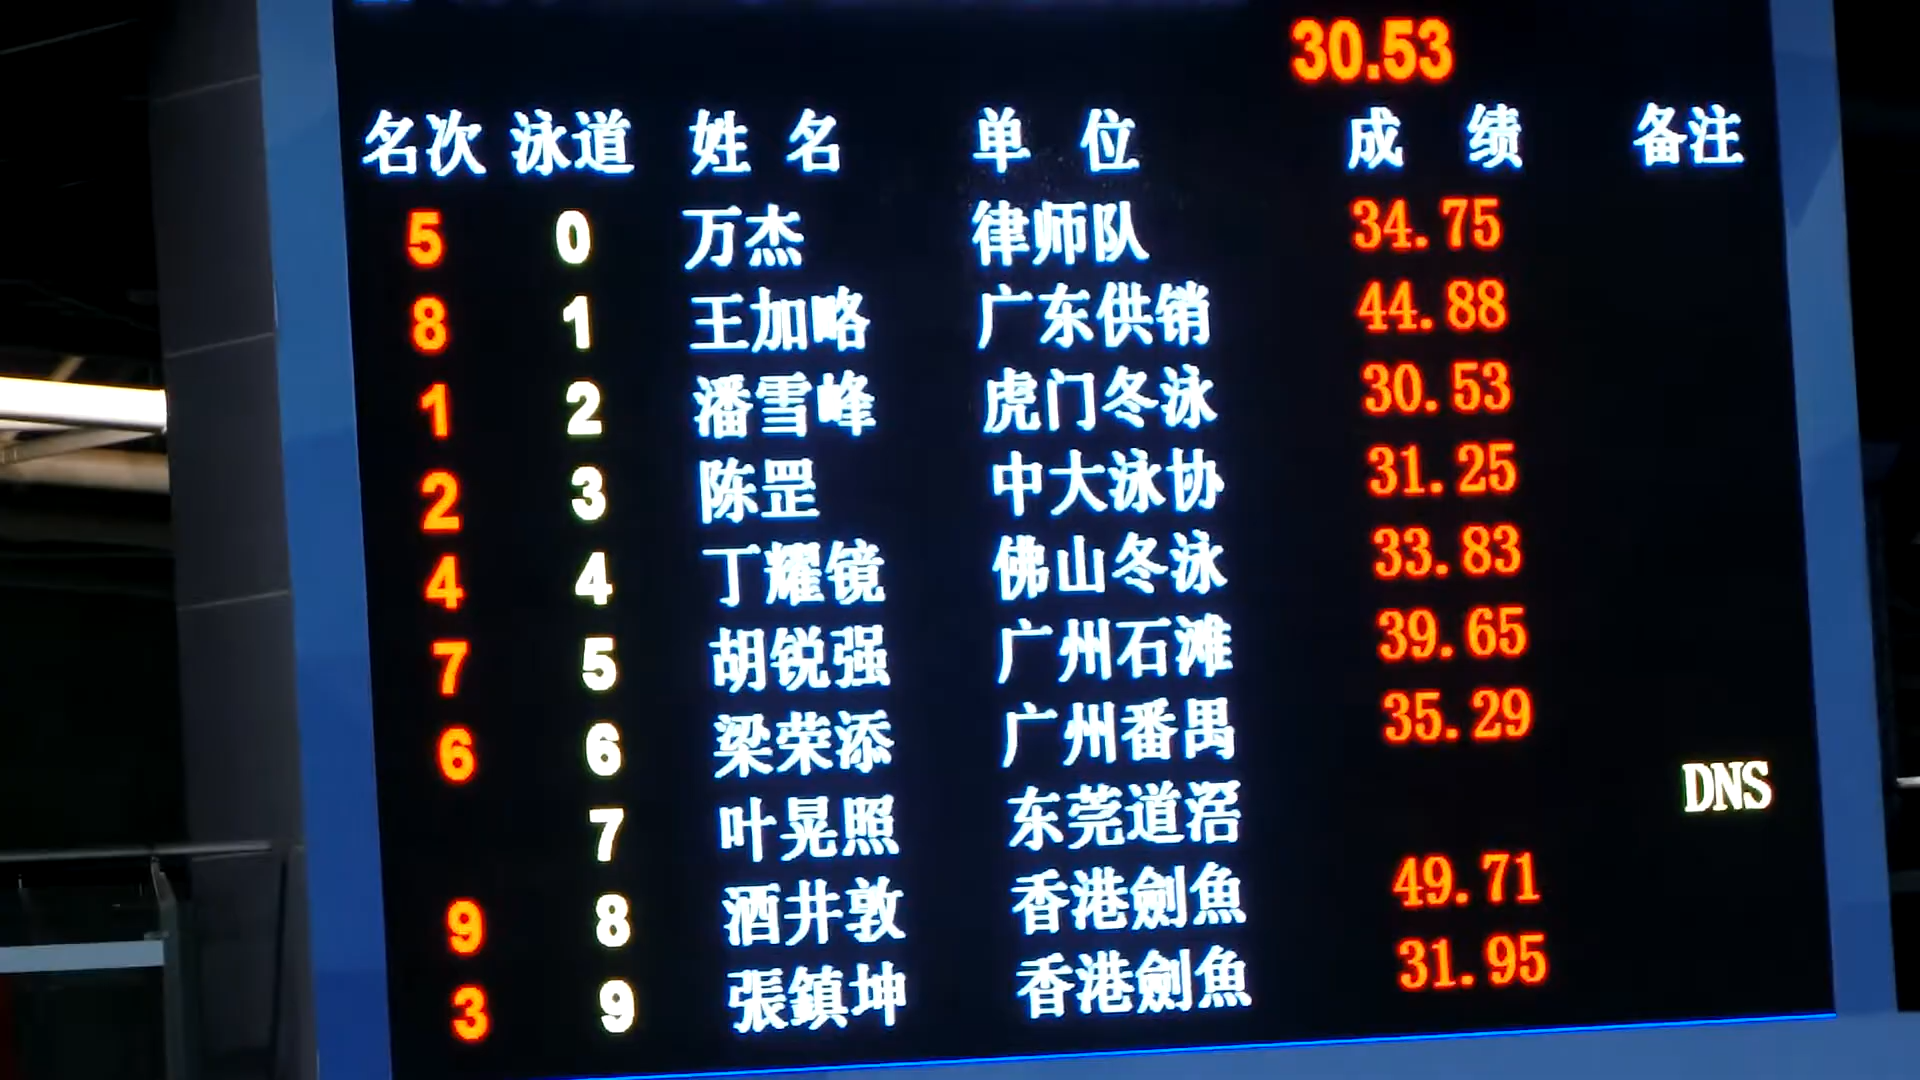 30.53
名次 泳道 姓 名 单 位 成 绩 备注
5 0 万杰 律师队 34.75
8 1 王加略 广东供销 44.88
1 2 潘雪峰 虎门冬泳 30.53
2 3 陈罡 中大泳协 31.25
4 4 丁耀镜 佛山冬泳 33.83
7 5 胡锐强 广州石滩 39.65
6 6 梁荣添 广州番禺 35.29
7 叶晃照 东莞道滘 DNS
9 8 酒井敦 香港劍魚 49.71
3 9 張鎮坤 香港劍魚 31.95